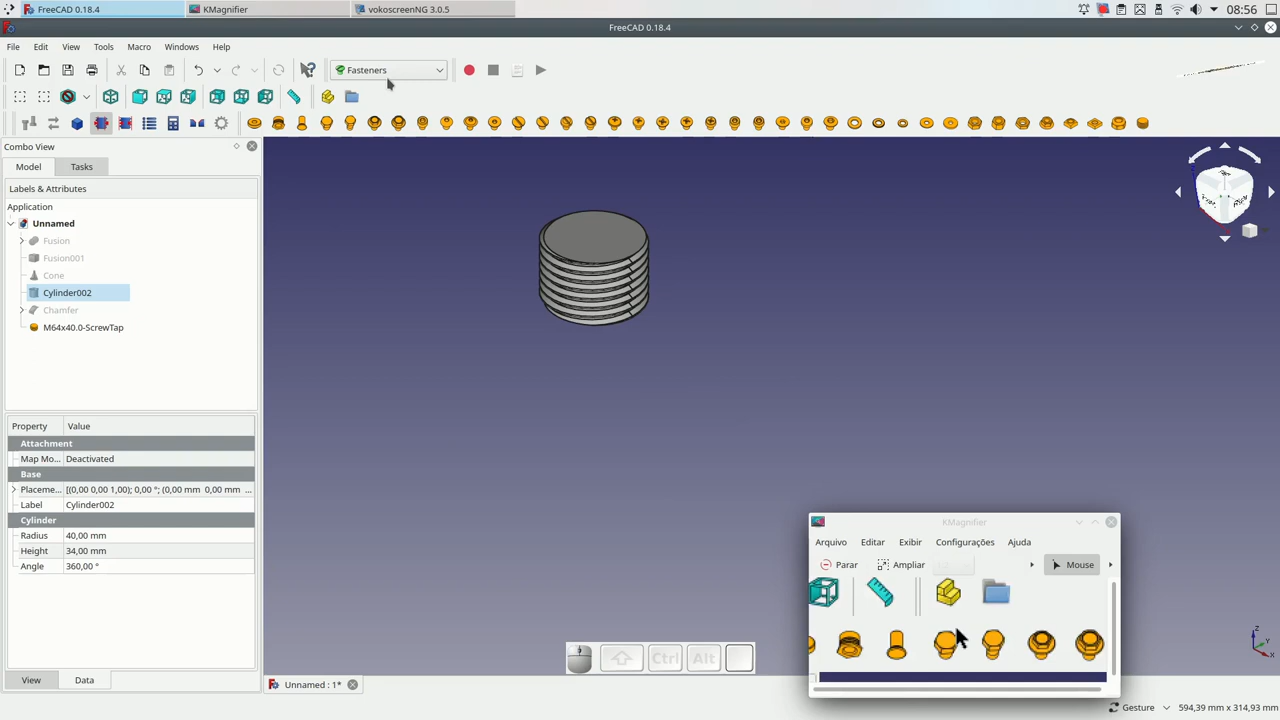 FreeCAD 0.18.4
KMagnifier
vokoscreenNG 3.0.5
08:56
FreeCAD 0.18.4
File Edit View Tools Macro Windows Help
Fasteners
Combo View
Model Tasks
Labels & Attributes
Application
Unnamed
Fusion
Fusion001
Cone
Cylinder002
Chamfer
M64x40.0-ScrewTap
Property Value
Attachment
Map Mo... Deactivated
Base
Placeme... [(0,00 0,00 1,00); 0,00 °; (0,00 mm 0,00 mm ...
Label Cylinder002
Cylinder
Radius 40,00 mm
Height 34,00 mm
Angle 360,00 °
View Data
KMagnifier
Arquivo Editar Exibir Configurações Ajuda
Parar Ampliar Mouse
Ctrl Alt
Unnamed : 1*
Gesture 594,39 mm x 314,93 mm